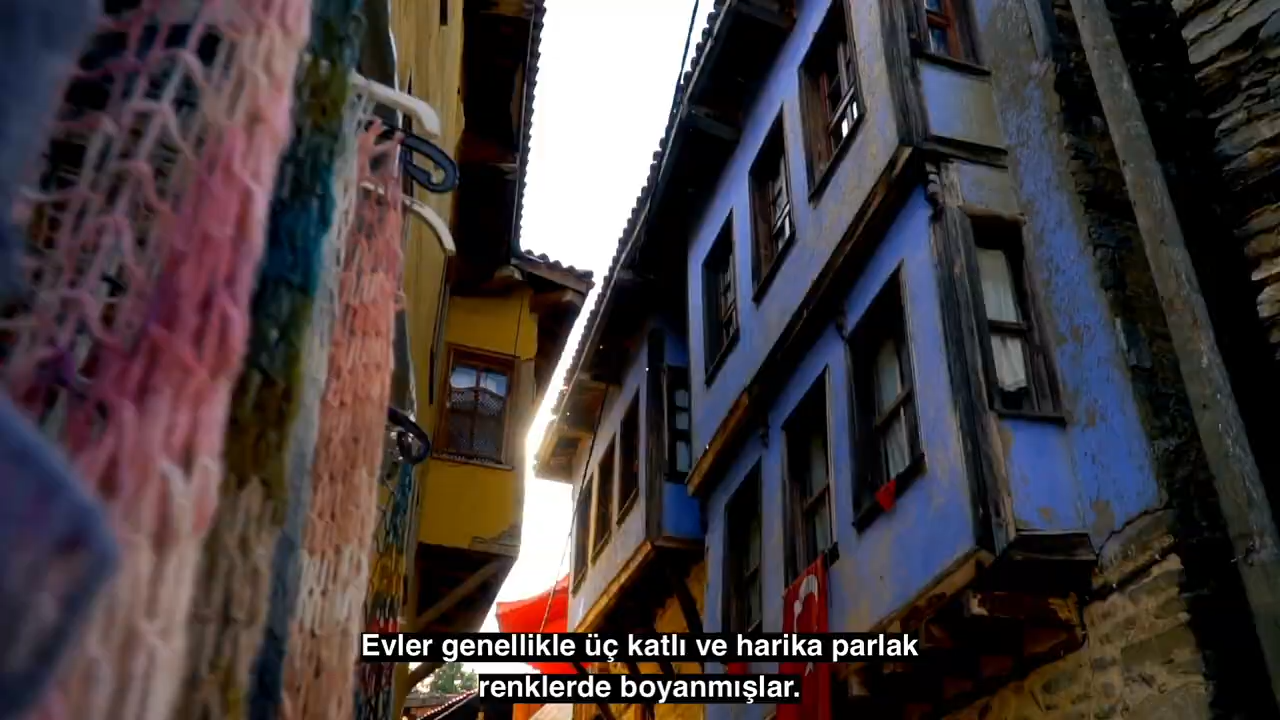 Evler genellikle üç katlı ve harika parlak
renklerde boyanmışlar.